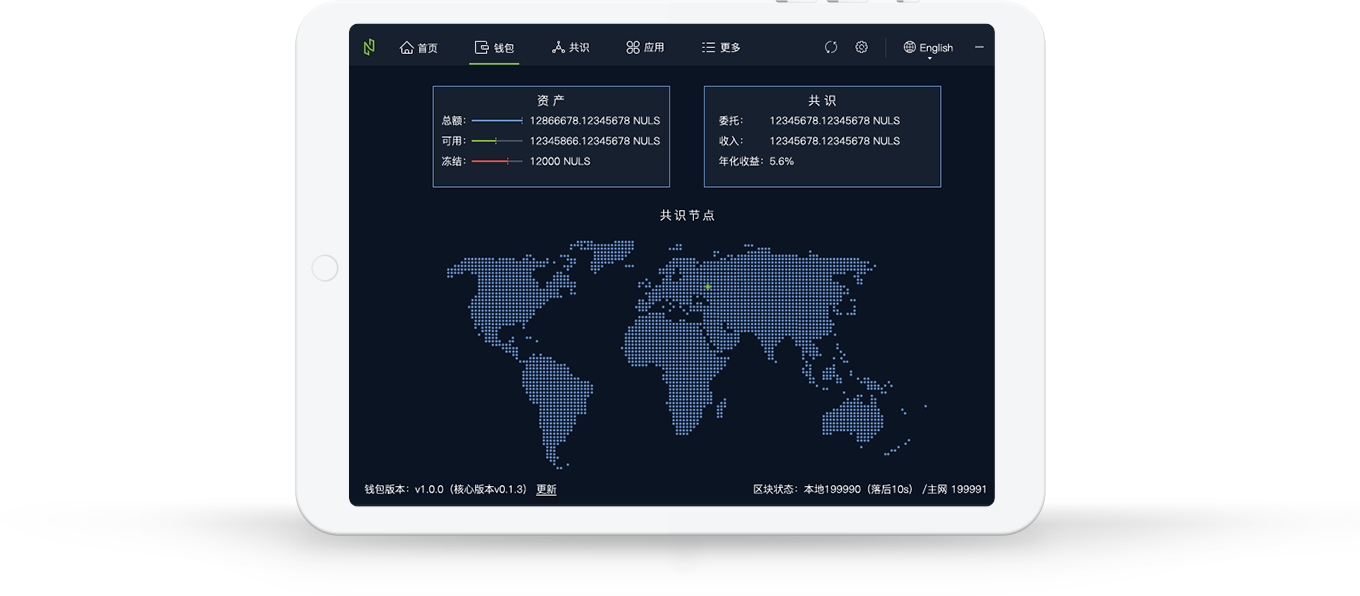 首页 钱包 共识 应用 更多 English
资产
总额： 12866678.12345678 NULS
可用： 12345866.12345678 NULS
冻结： 12000 NULS
共识
委托： 12345678.12345678 NULS
收入： 12345678.12345678 NULS
年化收益： 5.6%
共识节点
钱包版本：v1.0.0（核心版本v0.1.3） 更新
区块状态：本地199990（落后10s） /主网 199991